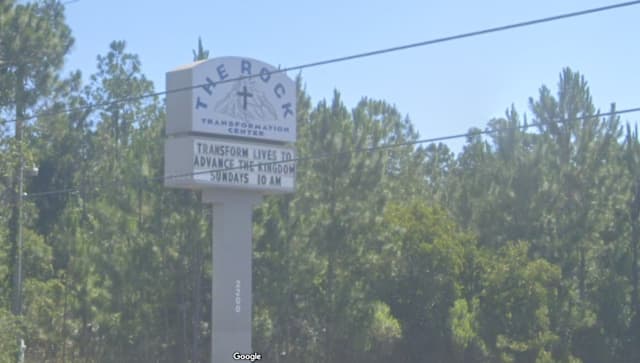 THE ROCK
TRANSFORMATION
CENTER
TRANSFORM LIVES TO
ADVANCE THE KINGDOM
SUNDAYS 10 AM
Google